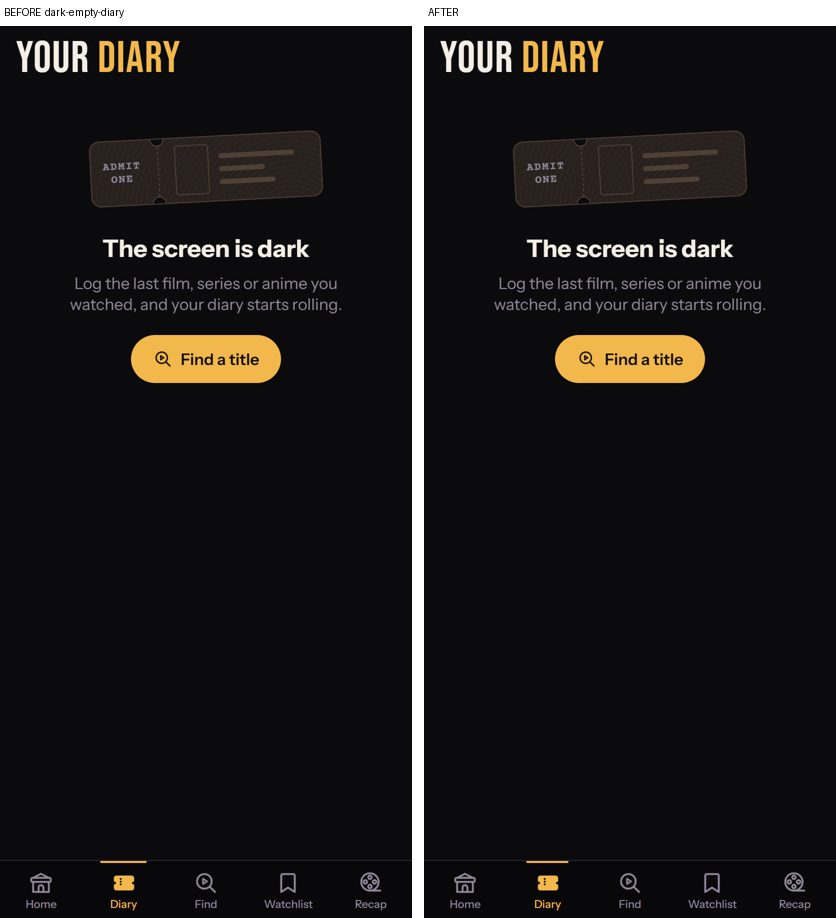 BEFORE dark-empty-diary
YOUR DIARY
ADMIT
ONE
The screen is dark
Log the last film, series or anime you
watched, and your diary starts rolling.
Find a title
Home
Diary
Find
Watchlist
Recap
AFTER
YOUR DIARY
ADMIT
ONE
The screen is dark
Log the last film, series or anime you
watched, and your diary starts rolling.
Find a title
Home
Diary
Find
Watchlist
Recap